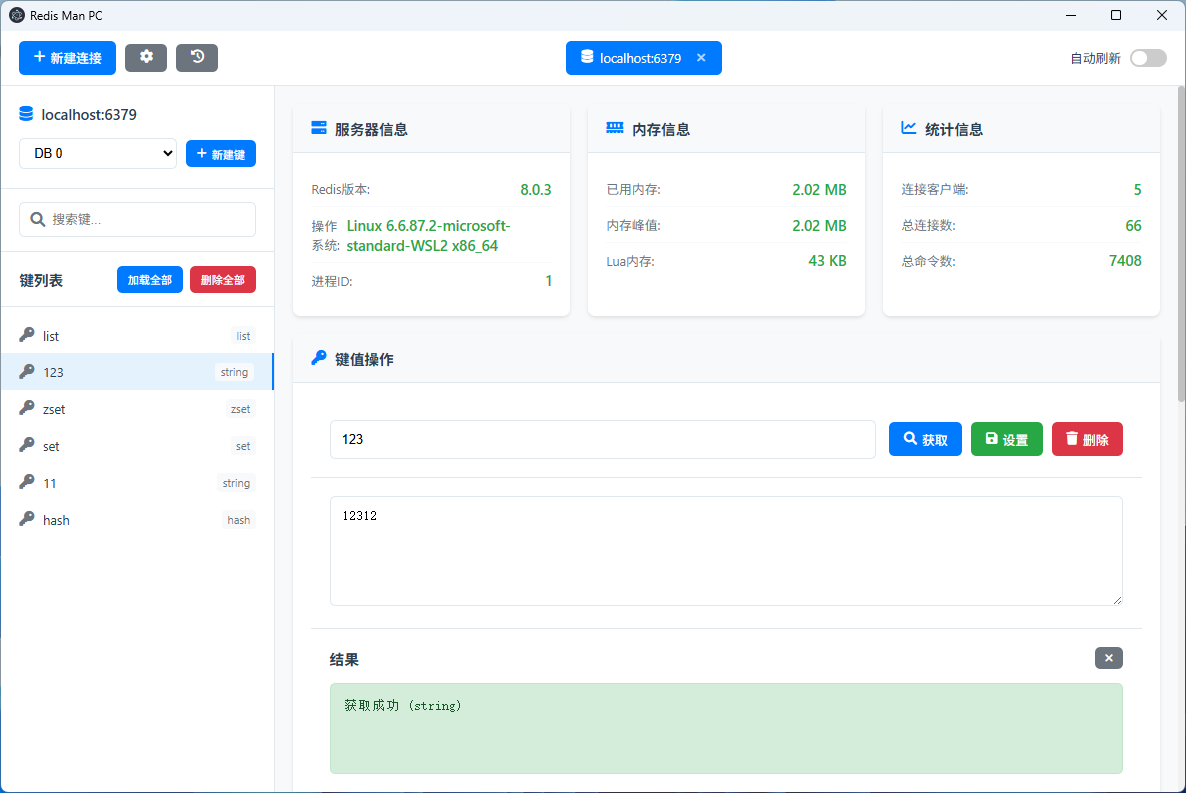 Redis Man PC
新建连接
localhost:6379
自动刷新
localhost:6379
DB 0
新建键
搜索键...
键列表
加载全部
删除全部
list list
123 string
zset zset
set set
11 string
hash hash
服务器信息
Redis版本: 8.0.3
操作系统: Linux 6.6.87.2-microsoft-
standard-WSL2 x86_64
进程ID: 1
内存信息
已用内存: 2.02 MB
内存峰值: 2.02 MB
Lua内存: 43 KB
统计信息
连接客户端: 5
总连接数: 66
总命令数: 7408
键值操作
123
获取
设置
删除
12312
结果
获取成功 (string)